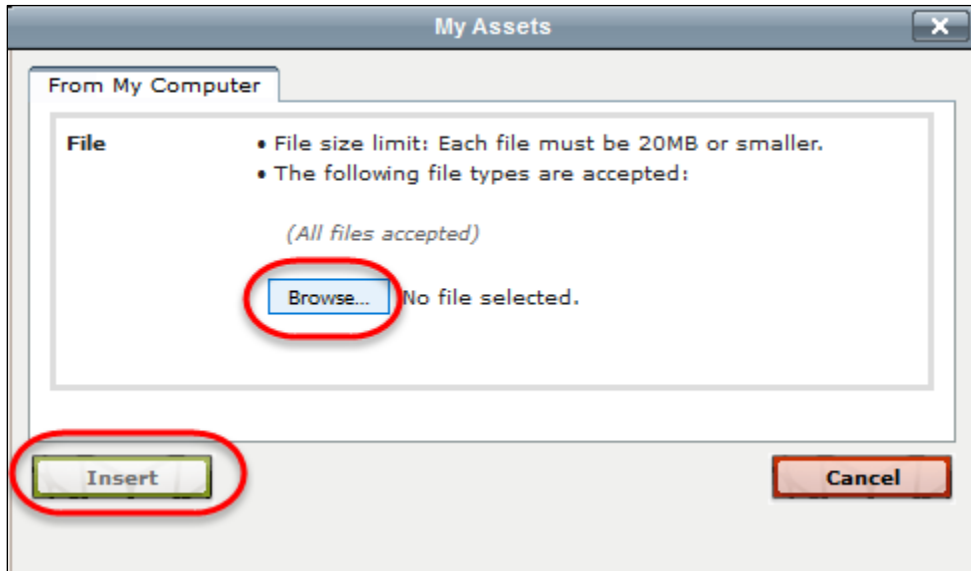 My Assets
From My Computer
File
• File size limit: Each file must be 20MB or smaller.
• The following file types are accepted:
(All files accepted)
Browse... No file selected.
Insert
Cancel